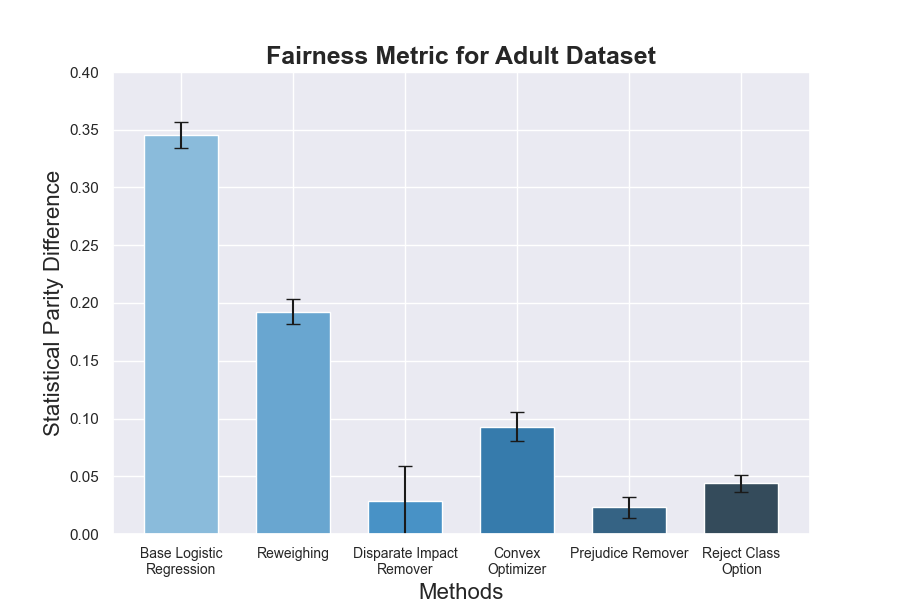 Fairness Metric for Adult Dataset
0.40
0.35
0.30
0.25
0.20
0.15
0.10
0.05
0.00
Statistical Parity Difference
Base Logistic
Regression
Reweighing
Disparate Impact
Remover
Convex
Optimizer
Prejudice Remover
Reject Class
Option
Methods